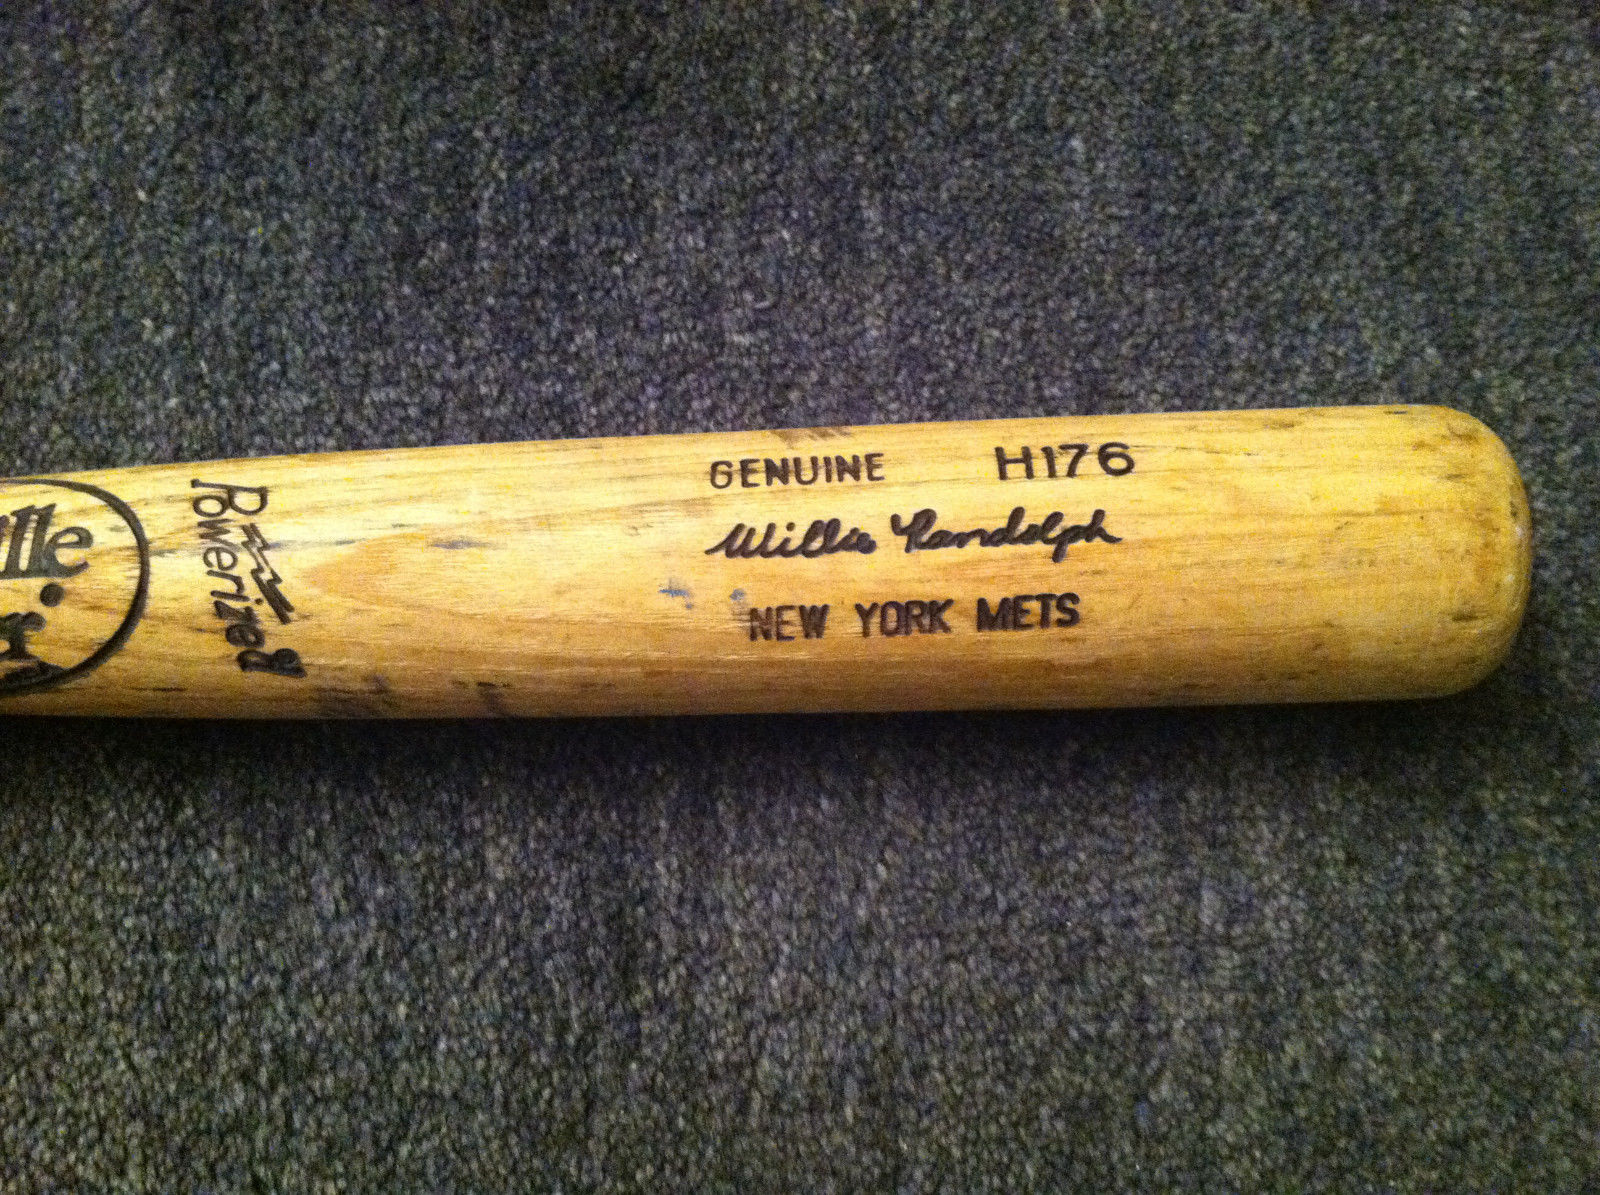 Powerized
GENUINE H176
Willie Randolph
NEW YORK METS